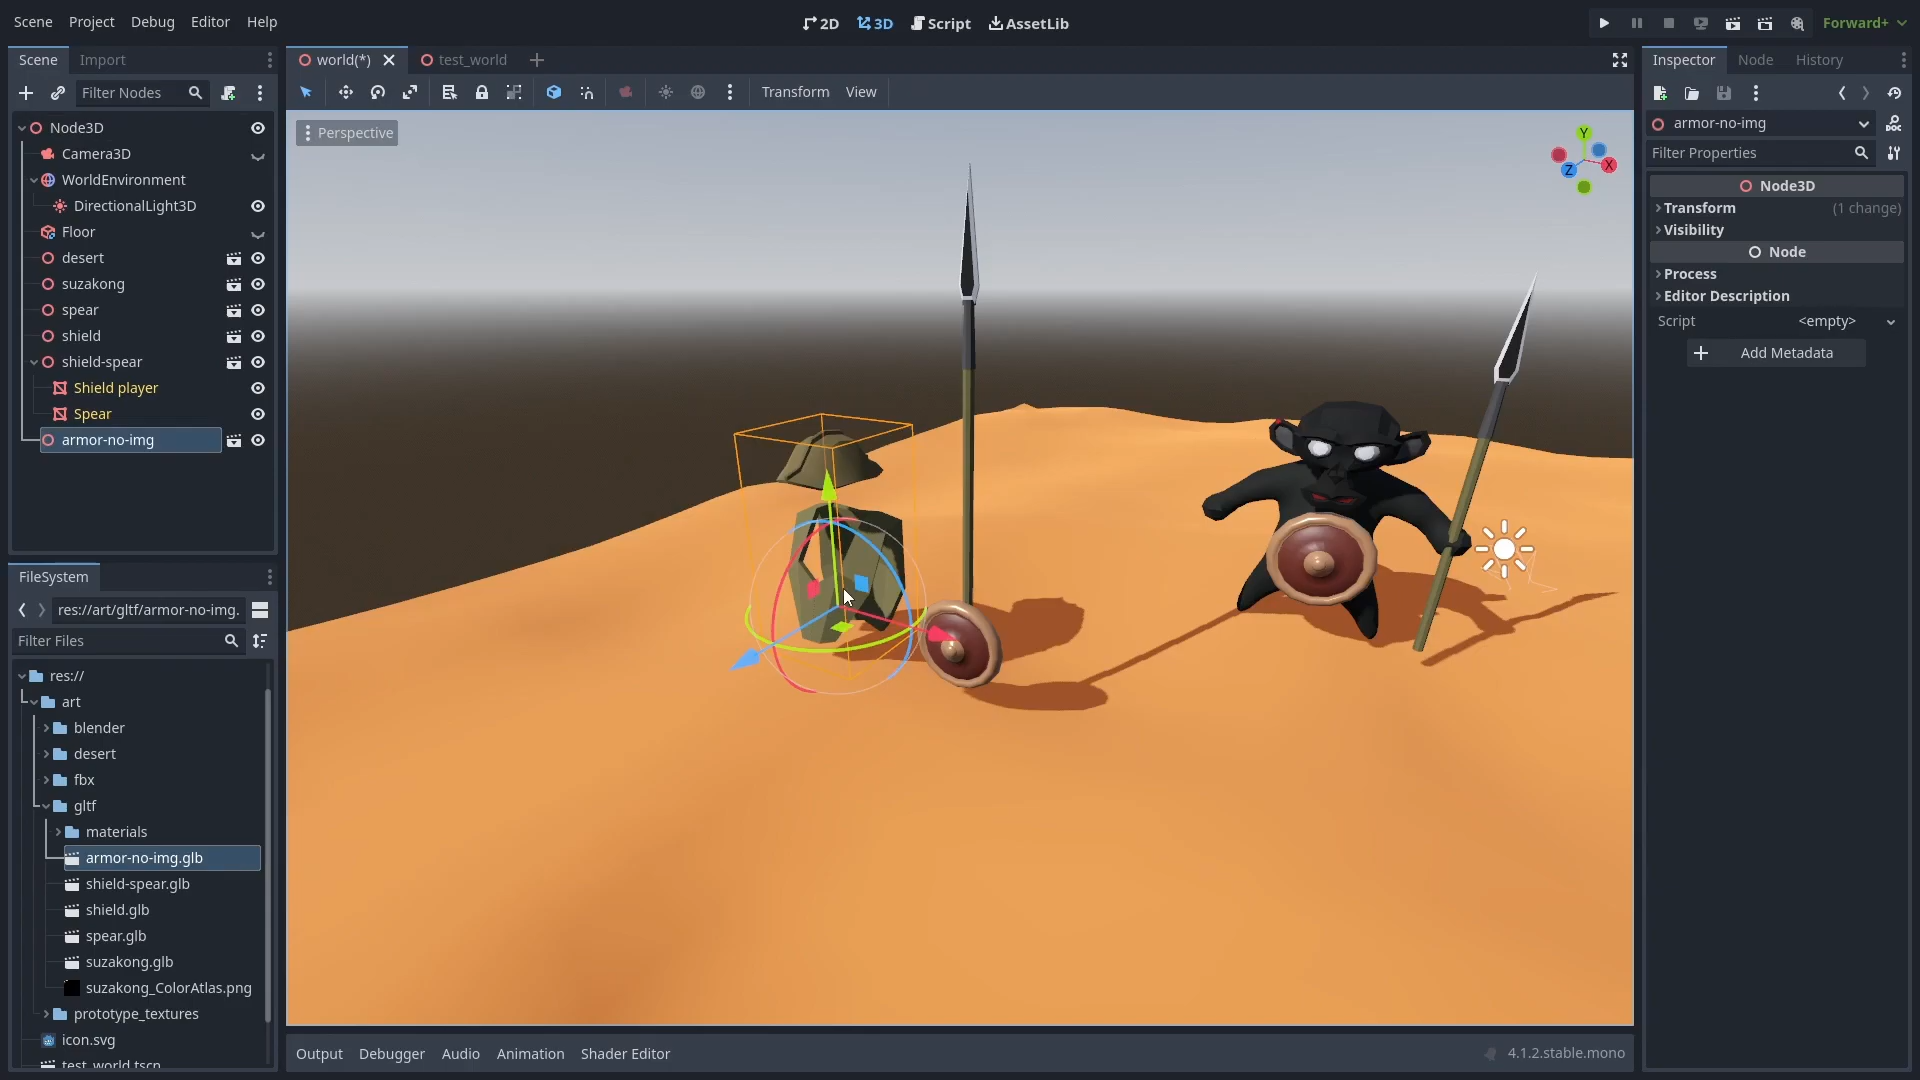 Scene Project Debug Editor Help
2D 3D Script AssetLib
Forward+
Scene Import
Filter Nodes
Node3D
Camera3D
WorldEnvironment
DirectionalLight3D
Floor
desert
suzakong
spear
shield
shield-spear
Shield player
Spear
armor-no-img
FileSystem
res://art/gltf/armor-no-img.
Filter Files
res://
art
blender
desert
fbx
gltf
materials
armor-no-img.glb
shield-spear.glb
shield.glb
spear.glb
suzakong.glb
suzakong_ColorAtlas.png
prototype_textures
icon.svg
test_world.tscn
world(*) test_world
Transform View
Perspective
Y
X
Z
Output Debugger Audio Animation Shader Editor
4.1.2.stable.mono
Inspector Node History
armor-no-img
DOC
Filter Properties
Node3D
Transform (1 change)
Visibility
Node
Process
Editor Description
Script <empty>
Add Metadata